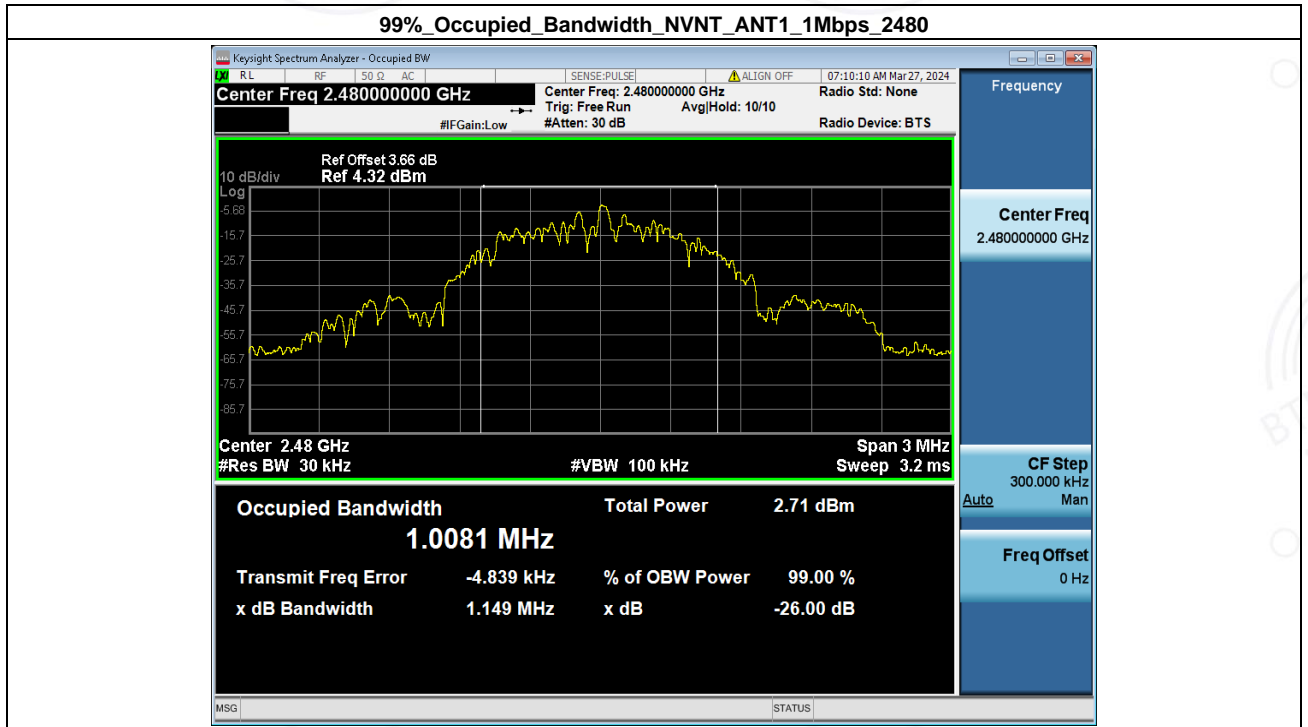 99%_Occupied_Bandwidth_NVNT_ANT1_1Mbps_2480
Keysight Spectrum Analyzer - Occupied BW
LXI RL RF 50 Ω AC SENSE:PULSE ALIGN OFF 07:10:10 AM Mar 27, 2024
Center Freq 2.480000000 GHz
Center Freq: 2.480000000 GHz
Radio Std: None
Trig: Free Run Avg|Hold: 10/10
#IFGain:Low
#Atten: 30 dB
Radio Device: BTS
Frequency
Ref Offset 3.66 dB
10 dB/div Ref 4.32 dBm
Log
-5.68
-15.7
-25.7
-35.7
-45.7
-55.7
-65.7
-75.7
-85.7
Center 2.48 GHz Span 3 MHz
#Res BW 30 kHz #VBW 100 kHz Sweep 3.2 ms
Occupied Bandwidth Total Power 2.71 dBm
1.0081 MHz
Transmit Freq Error -4.839 kHz % of OBW Power 99.00 %
x dB Bandwidth 1.149 MHz x dB -26.00 dB
Center Freq
2.480000000 GHz
CF Step
300.000 kHz
Auto Man
Freq Offset
0 Hz
MSG STATUS